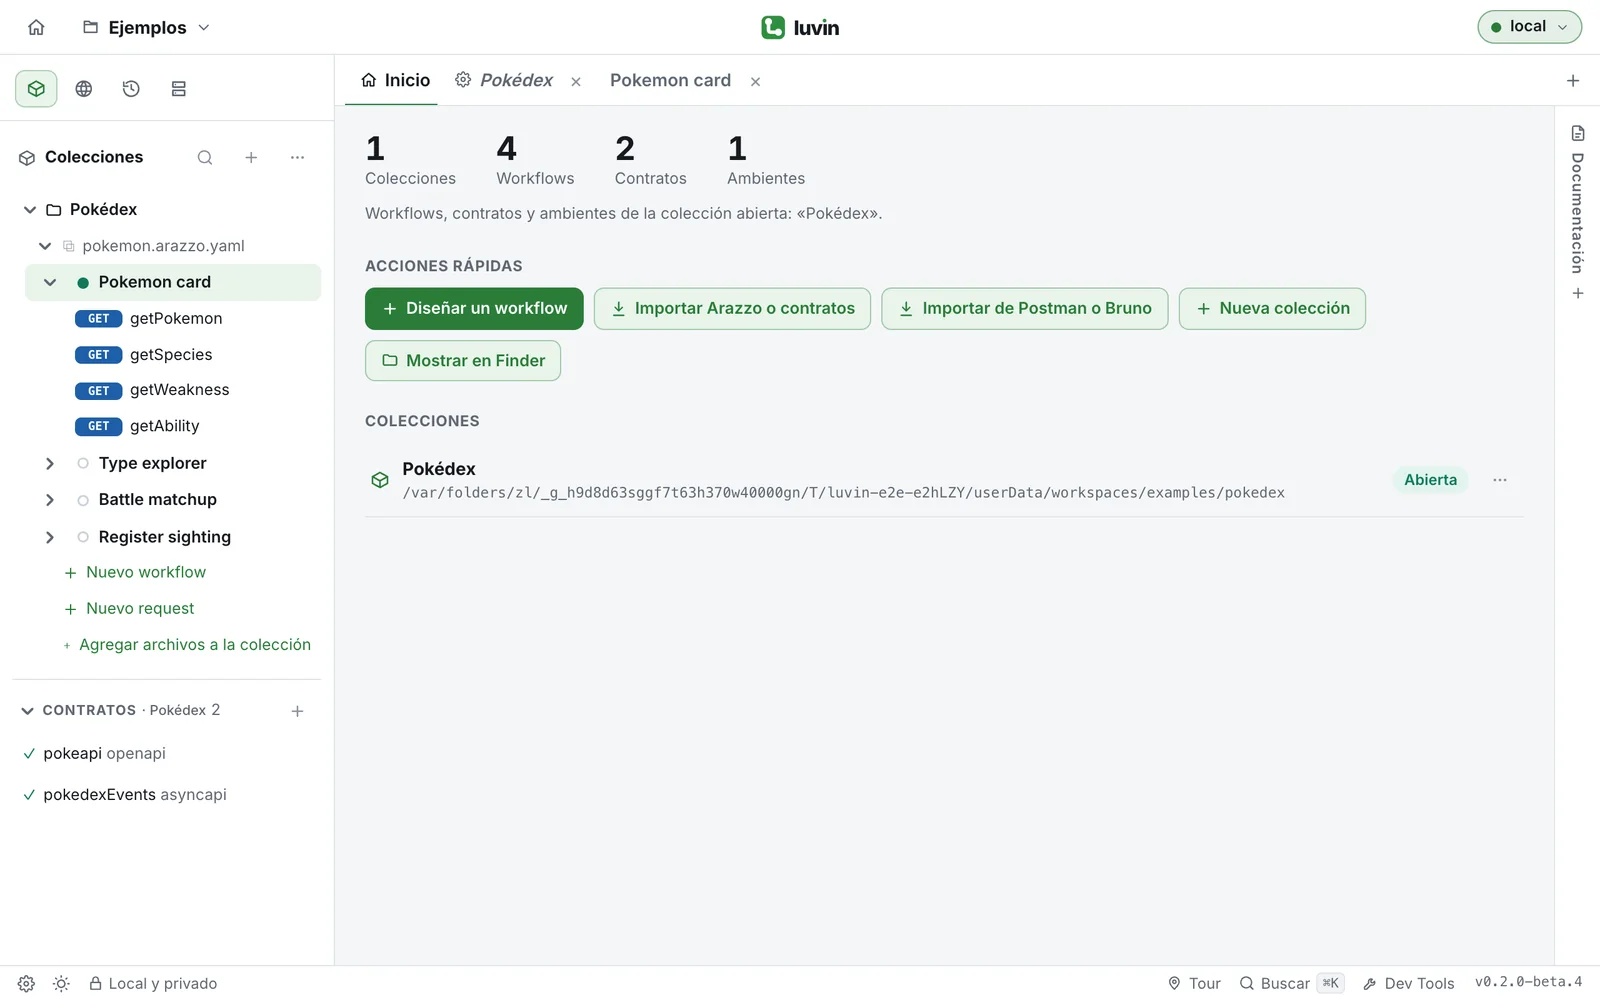 Ejemplos
luvin
local
Inicio
Pokédex
Pokemon card
Colecciones
Pokédex
pokemon.arazzo.yaml
Pokemon card
GET getPokemon
GET getSpecies
GET getWeakness
GET getAbility
Type explorer
Battle matchup
Register sighting
+ Nuevo workflow
+ Nuevo request
+ Agregar archivos a la colección
CONTRATOS · Pokédex 2
pokeapi openapi
pokedexEvents asyncapi
1 4 2 1
Colecciones Workflows Contratos Ambientes
Workflows, contratos y ambientes de la colección abierta: «Pokédex».
ACCIONES RÁPIDAS
+ Diseñar un workflow
Importar Arazzo o contratos
Importar de Postman o Bruno
+ Nueva colección
Mostrar en Finder
COLECCIONES
Pokédex
/var/folders/zl/_g_h9d8d63sggf7t63h370w40000gn/T/luvin-e2e-e2hLZY/userData/workspaces/examples/pokedex
Abierta
Documentación
Local y privado
Tour
Buscar ⌘K
Dev Tools
v0.2.0-beta.4